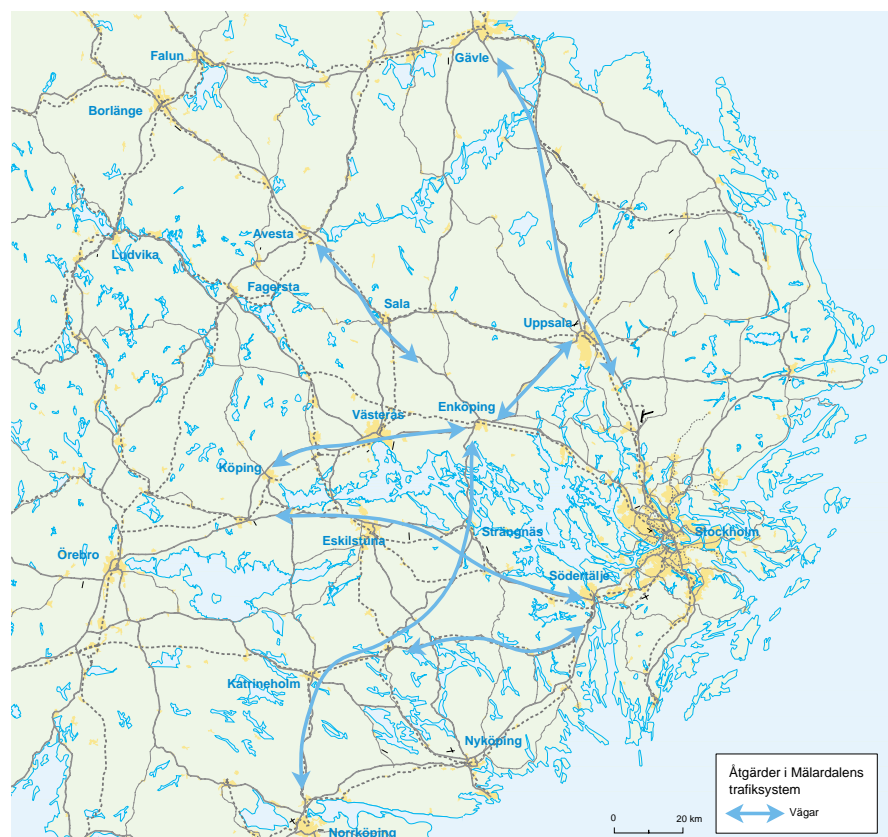 Gävle
Falun
Borlänge
Avesta
Ludvika
Fagersta
Sala
Uppsala
Enköping
Västerås
Köping
Strängnäs
Stockholm
Eskilstuna
Örebro
Södertälje
Katrineholm
Nyköping
Norrköping
Åtgärder i Mälardalens
trafiksystem
Vägar
0 20 km